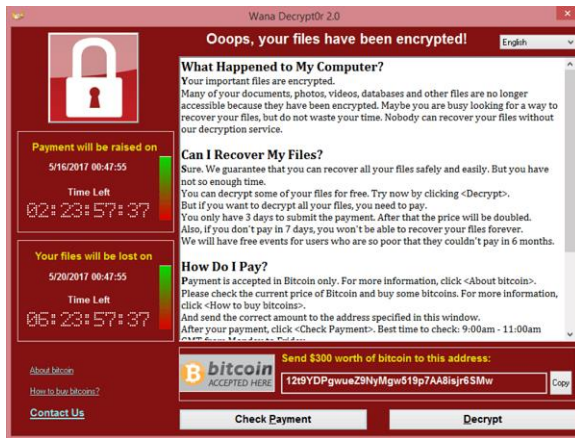 Wana Decrypt0r 2.0
Ooops, your files have been encrypted!
English
What Happened to My Computer?
Your important files are encrypted.
Many of your documents, photos, videos, databases and other files are no longer
accessible because they have been encrypted. Maybe you are busy looking for a way to
recover your files, but do not waste your time. Nobody can recover your files without
our decryption service.
Can I Recover My Files?
Sure. We guarantee that you can recover all your files safely and easily. But you have
not so enough time.
You can decrypt some of your files for free. Try now by clicking <Decrypt>.
But if you want to decrypt all your files, you need to pay.
You only have 3 days to submit the payment. After that the price will be doubled.
Also, if you don't pay in 7 days, you won't be able to recover your files forever.
We will have free events for users who are so poor that they couldn't pay in 6 months.
How Do I Pay?
Payment is accepted in Bitcoin only. For more information, click <About bitcoin>.
Please check the current price of Bitcoin and buy some bitcoins. For more information,
click <How to buy bitcoins>.
And send the correct amount to the address specified in this window.
After your payment, click <Check Payment>. Best time to check: 9:00am - 11:00am
GMT from Monday to Friday.
Payment will be raised on
5/16/2017 00:47:55
Time Left
02:23:57:37
Your files will be lost on
5/20/2017 00:47:55
Time Left
06:23:57:37
About bitcoin
How to buy bitcoins?
Contact Us
bitcoin
ACCEPTED HERE
Send $300 worth of bitcoin to this address:
12t9YDPgwueZ9NyMgw519p7AA8isjr6SMw
Copy
Check Payment
Decrypt